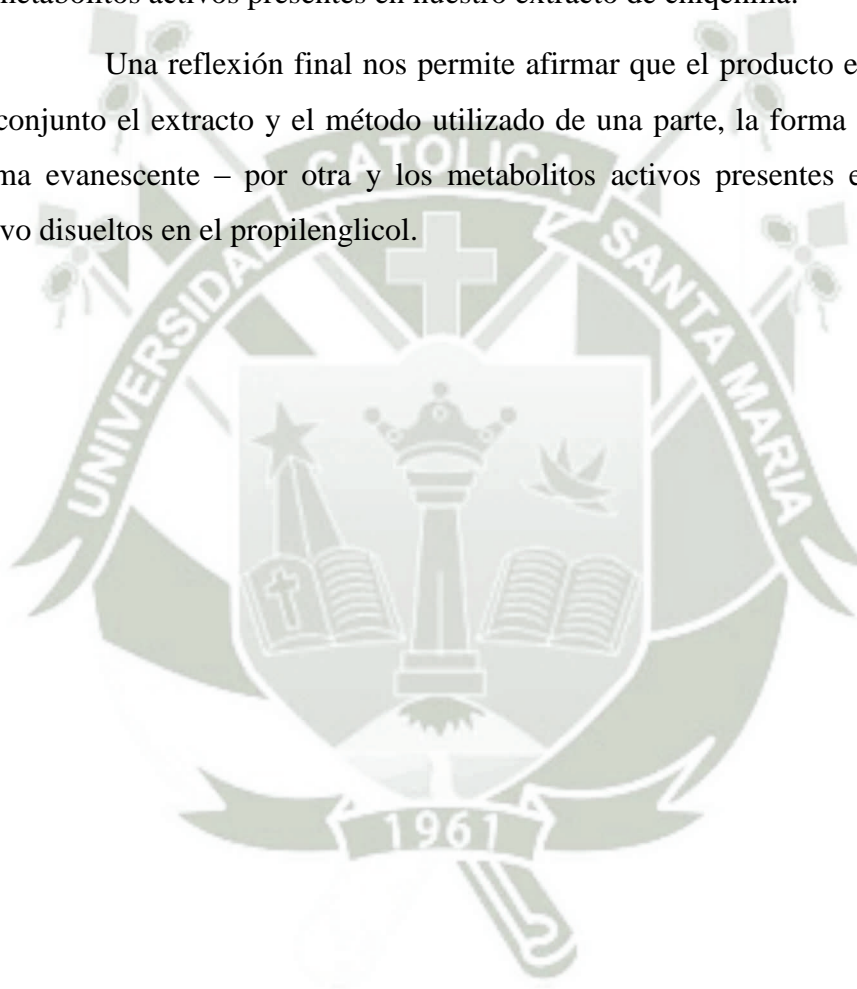 metabolitos activos presentes en nuestro extracto de
Una reflexión final nos permite afirmar que el producto e
conjunto el extracto y el método utilizado de una parte, la forma
ma evanescente – por otra y los metabolitos activos presentes e
vo disueltos en el propilenglicol.
UNIVERSIDAD CATOLIC SANTA MARIA
1961